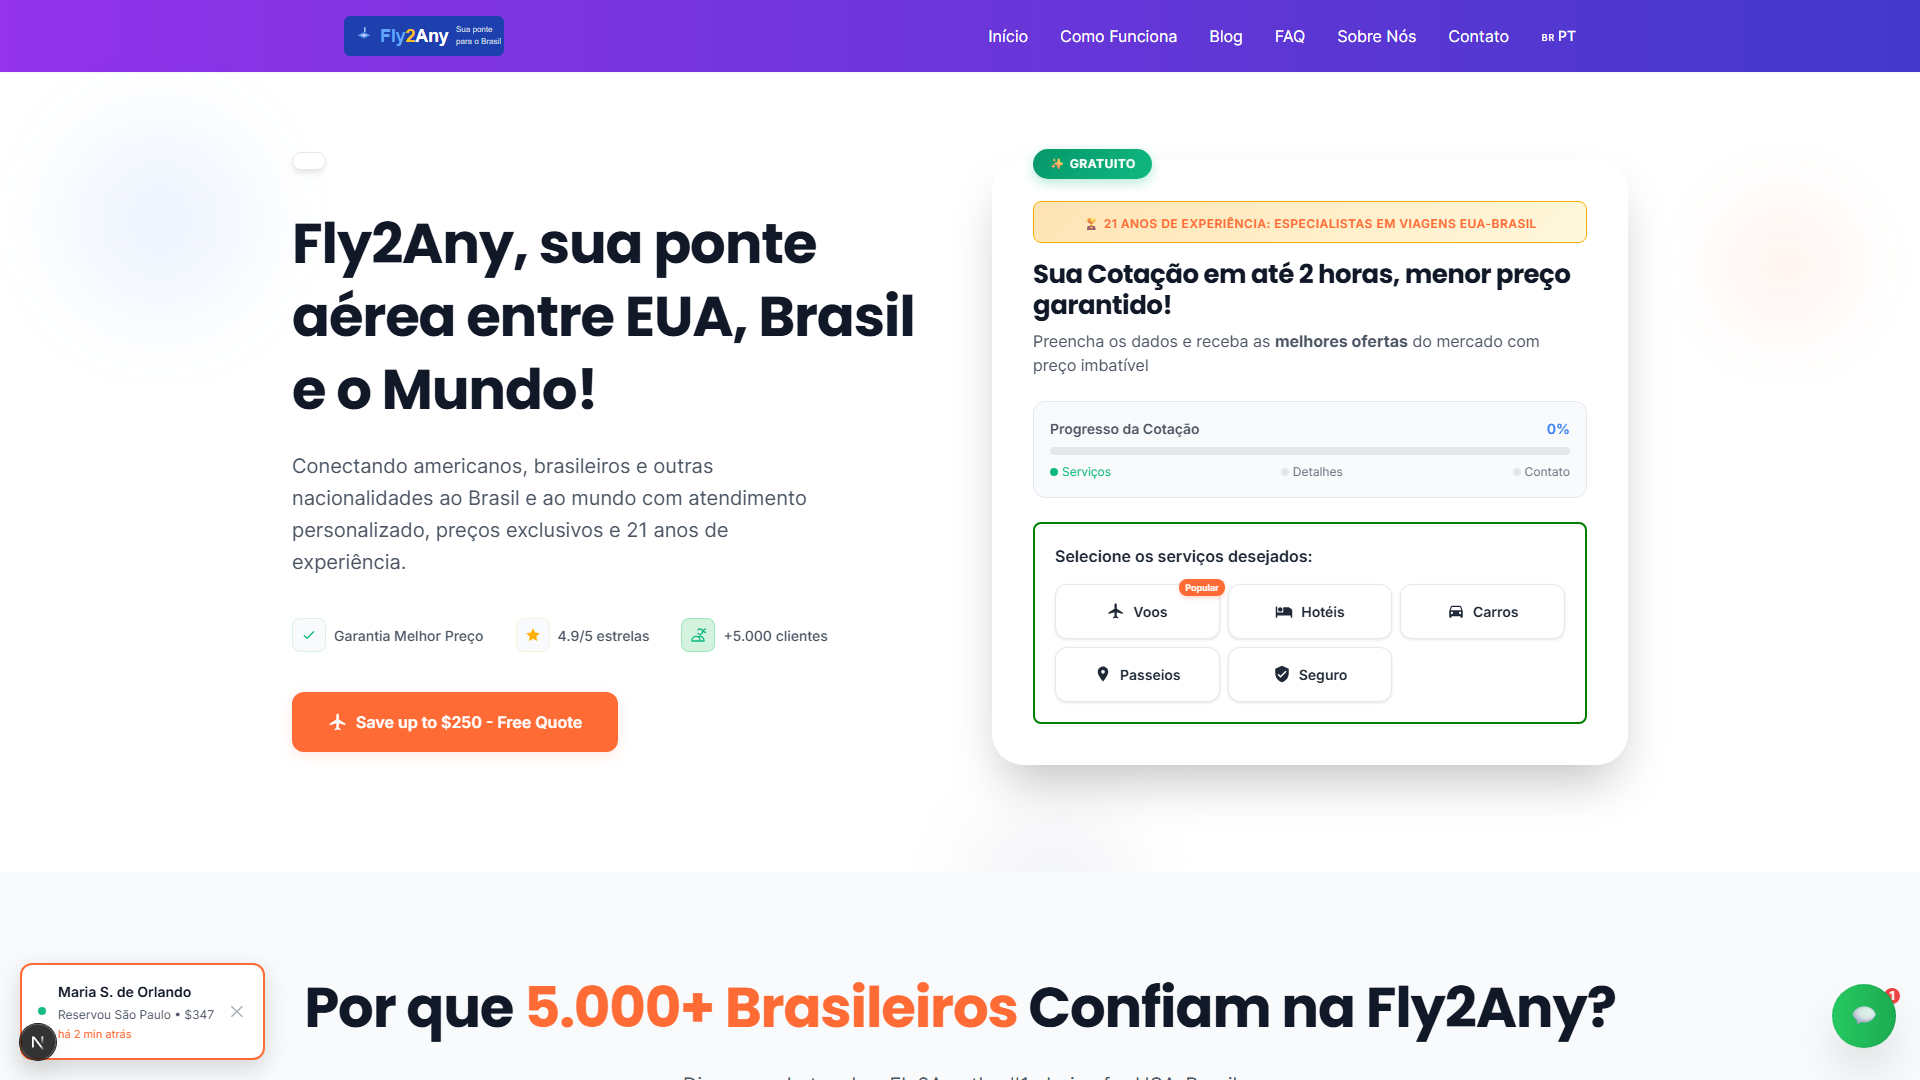 Fly2Any
Sua ponte
para o Brasil
Início
Como Funciona
Blog
FAQ
Sobre Nós
Contato
BR PT
Fly2Any, sua ponte
aérea entre EUA, Brasil
e o Mundo!
Conectando americanos, brasileiros e outras
nacionalidades ao Brasil e ao mundo com atendimento
personalizado, preços exclusivos e 21 anos de
experiência.
Garantia Melhor Preço
4.9/5 estrelas
+5.000 clientes
Save up to $250 - Free Quote
✨ GRATUITO
21 ANOS DE EXPERIÊNCIA: ESPECIALISTAS EM VIAGENS EUA-BRASIL
Sua Cotação em até 2 horas, menor preço
garantido!
Preencha os dados e receba as melhores ofertas do mercado com
preço imbatível
Progresso da Cotação
0%
Serviços
Detalhes
Contato
Selecione os serviços desejados:
Popular
Voos
Hotéis
Carros
Passeios
Seguro
Por que 5.000+ Brasileiros Confiam na Fly2Any?
Maria S. de Orlando
Reservou São Paulo • $347
há 2 min atrás
N
1